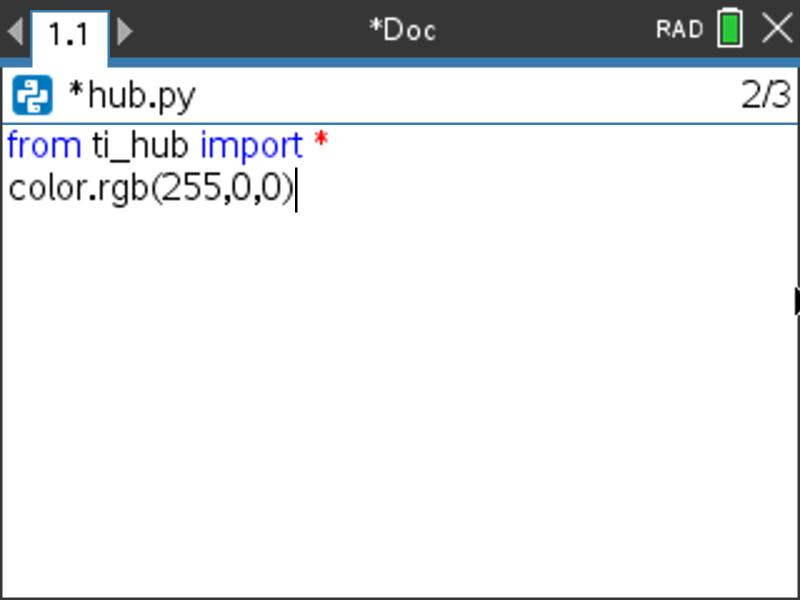 1.1
*Doc
RAD
*hub.py
2/3
from ti_hub import *
color.rgb(255,0,0)